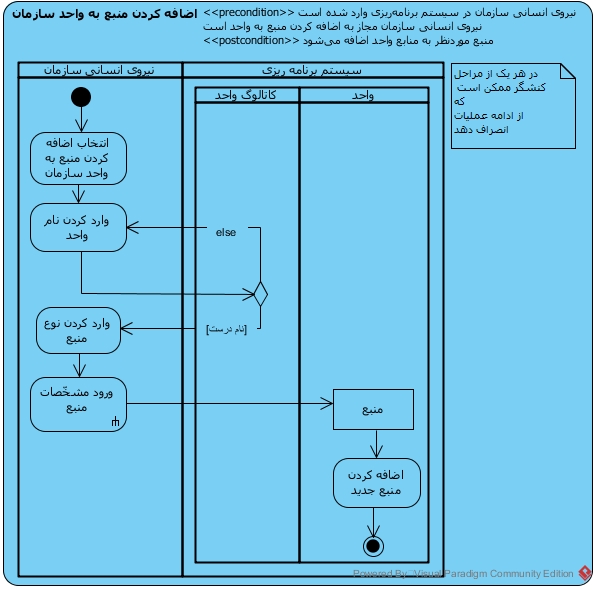 اضافه کردن منبع به واحد سازمان
<<precondition>> نیروی انسانی سازمان در سیستم برنامه‌ریزی وارد شده است
نیروی انسانی سازمان مجاز به اضافه کردن منبع به واحد است
<<postcondition>> منبع موردنظر به منابع واحد اضافه می‌شود
سیستم برنامه ریزی
نیروی انسانی سازمان
واحد
کاتالوگ واحد
در هر یک از مراحل
کنشگر ممکن است
که
از ادامه عملیات
انصراف دهد
انتخاب اضافه
کردن منبع به
واحد سازمان
وارد کردن نام
واحد
else
[نام درست]
وارد کردن نوع
منبع
ورود مشخّصات
منبع
منبع
اضافه کردن
منبع جدید
Powered By Visual Paradigm Community Edition